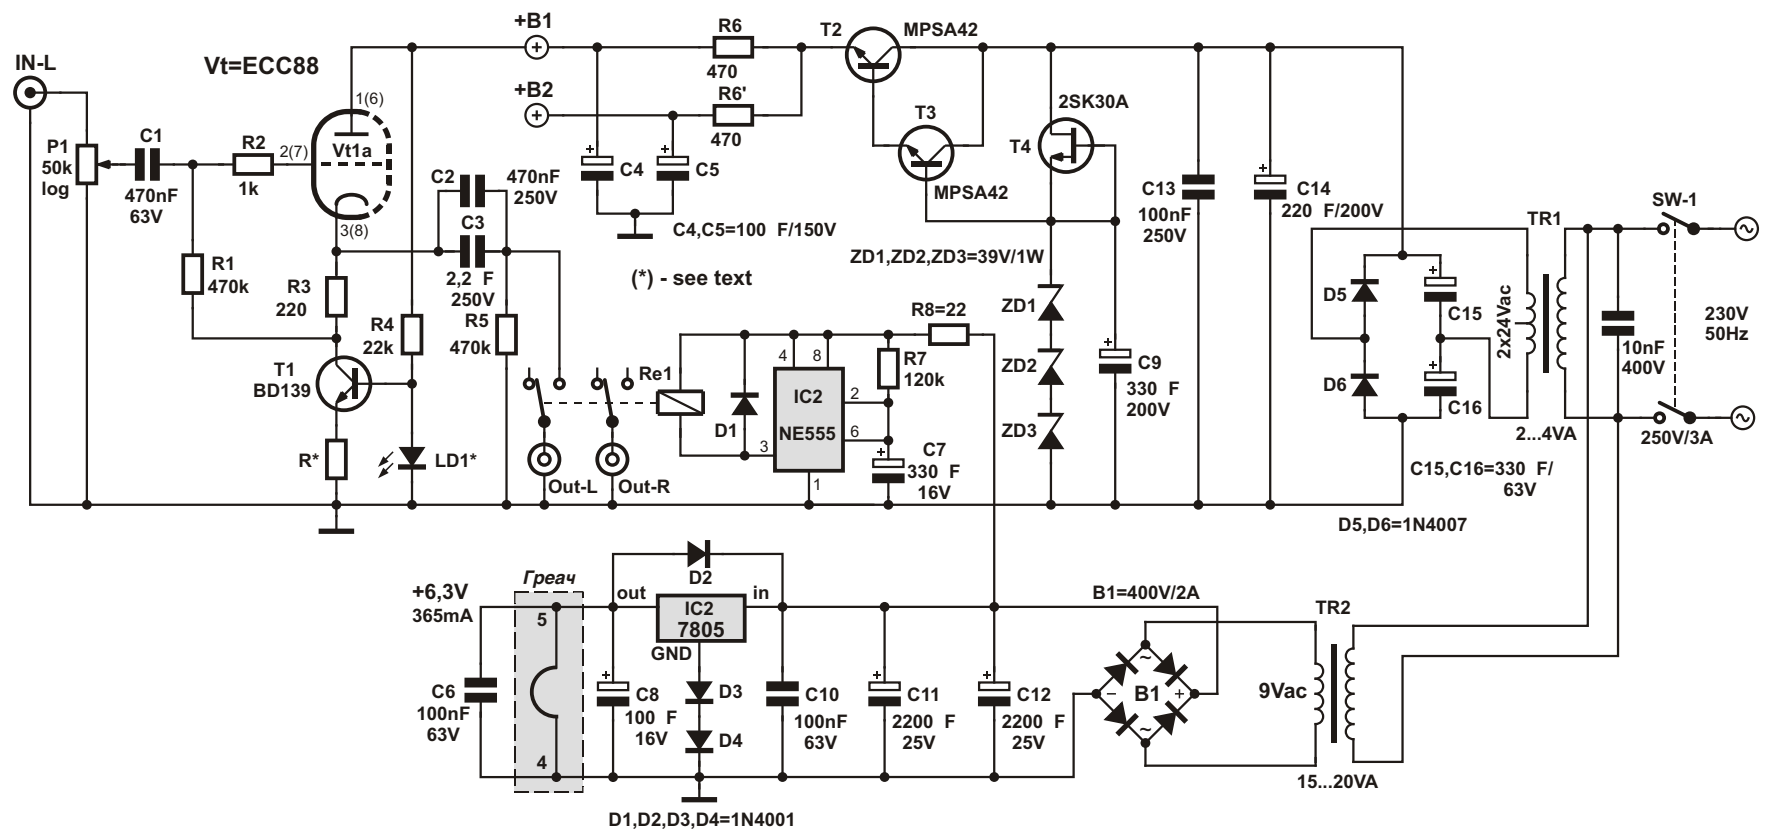 +B1
R6
T2
MPSA42
IN-L
Vt=ECC88
470
+B2
R6'
470
1(6)
2SK30A
T3
T4
P1
50k
log
C1
R2
2(7)
Vt1a
1k
470nF
63V
C2
470nF
250V
C4
C5
MPSA42
C13
100nF
250V
C14
220 F/200V
SW-1
TR1
3(8)
C3
C4,C5=100 F/150V
2,2 F
250V
ZD1,ZD2,ZD3=39V/1W
(*) - see text
R1
470k
R3
220
R4
22k
R5
470k
R8=22
ZD1
D5
C15
2x24Vac
230V
50Hz
10nF
400V
T1
BD139
Re1
4
8
R7
120k
ZD2
C9
330 F
200V
D6
C16
IC2
NE555
2
6
3
1
D1
ZD3
2...4VA
250V/3A
R*
LD1*
C7
330 F
16V
C15,C16=330 F/
63V
Out-L
Out-R
D5,D6=1N4007
+6,3V
365mA
Греач
D2
out
in
IC2
7805
GND
B1=400V/2A
TR2
5
4
C6
100nF
63V
C8
100 F
16V
D3
D4
C10
100nF
63V
C11
2200 F
25V
C12
2200 F
25V
~
− B1 +
~
9Vac
15...20VA
D1,D2,D3,D4=1N4001